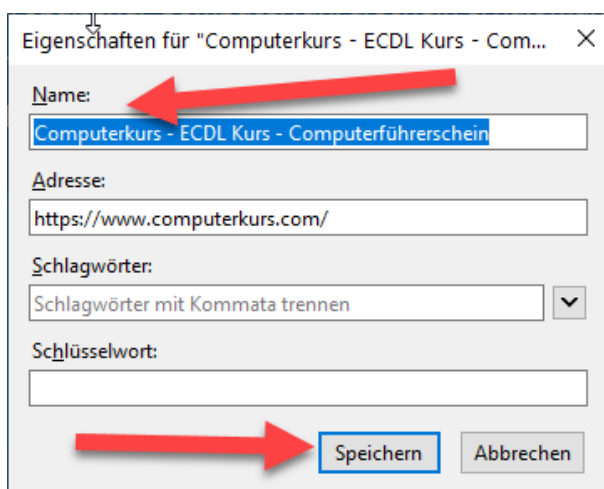 Eigenschaften für "Computerkurs - ECDL Kurs - Com...
Name:
Computerkurs - ECDL Kurs - Computerführerschein
Adresse:
https://www.computerkurs.com/
Schlagwörter:
Schlagwörter mit Kommata trennen
Schlüsselwort:
Speichern Abbrechen